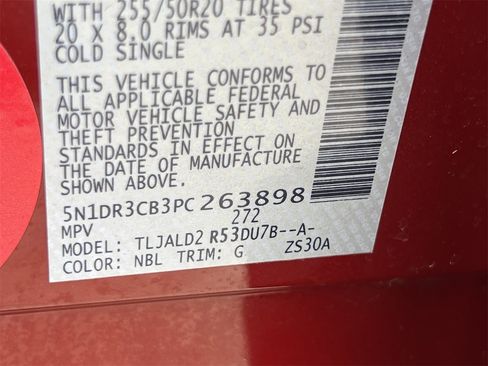 WITH 255/50R20 TIRES
20 X 8.0 RIMS AT 35 PSI
COLD SINGLE
THIS VEHICLE CONFORMS TO
ALL APPLICABLE FEDERAL
MOTOR VEHICLE SAFETY AND
THEFT PREVENTION
STANDARDS IN EFFECT ON
THE DATE OF MANUFACTURE
SHOWN ABOVE.
5N1DR3CB3PC263898
MPV 272
MODEL: TLJALD2 R53DU7B--A-
COLOR: NBL TRIM: G ZS30A